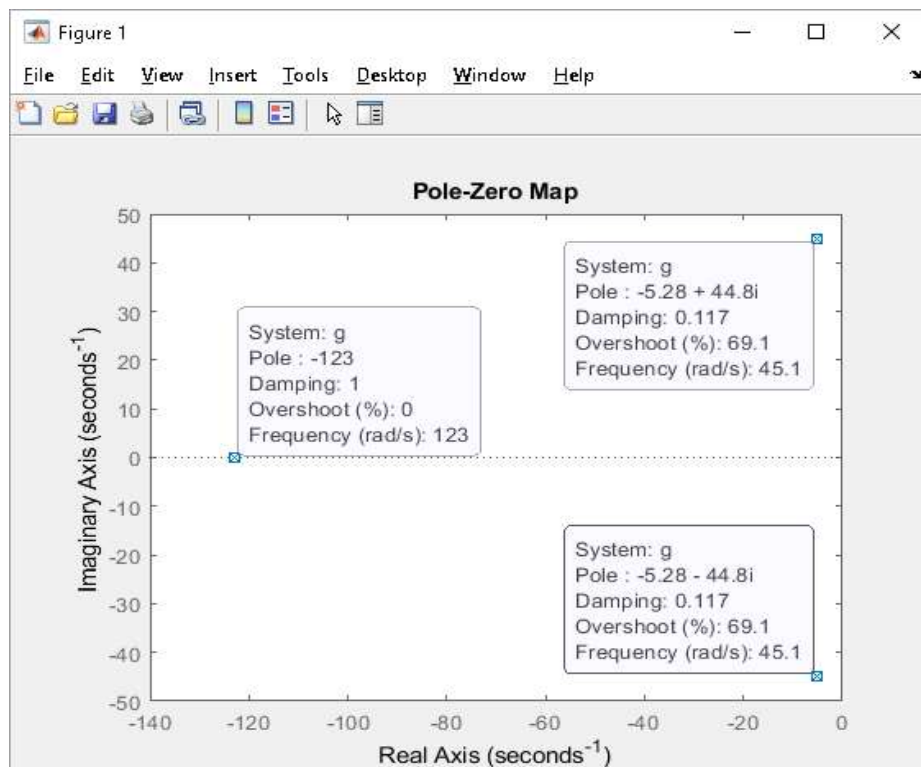 Figure 1
File Edit View Insert Tools Desktop Window Help
Pole-Zero Map
50
40
30
20
10
0
-10
-20
-30
-40
-50
Imaginary Axis (seconds⁻¹)
System: g
Pole : -123
Damping: 1
Overshoot (%): 0
Frequency (rad/s): 123
System: g
Pole : -5.28 + 44.8i
Damping: 0.117
Overshoot (%): 69.1
Frequency (rad/s): 45.1
System: g
Pole : -5.28 - 44.8i
Damping: 0.117
Overshoot (%): 69.1
Frequency (rad/s): 45.1
-140 -120 -100 -80 -60 -40 -20 0
Real Axis (seconds⁻¹)